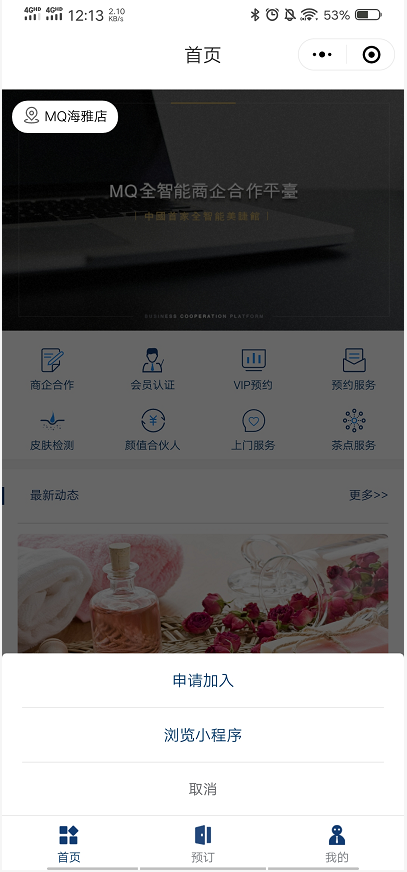 4GHD 4GHD 12:13 2.10 KB/s 53%
首页
MQ海雅店
MQ全智能商企合作平臺
中國首家全智能美睫館
BUSINESS COOPERATION PLATFORM
商企合作 会员认证 VIP预约 预约服务
皮肤检测 颜值合伙人 上门服务 茶点服务
最新动态 更多>>
申请加入
浏览小程序
取消
首页 预订 我的